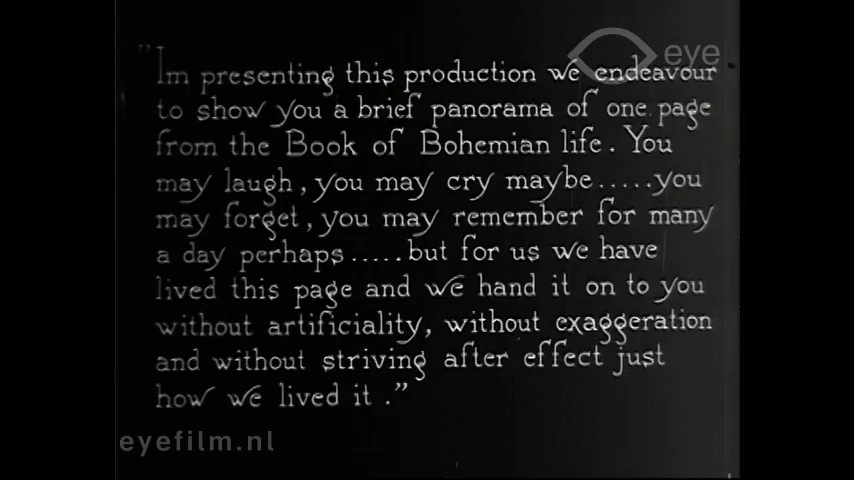 eye
"Im presenting this production we endeavour
to show you a brief panorama of one page
from the Book of Bohemian life. You
may laugh, you may cry maybe.....you
may forget, you may remember for many
a day perhaps.....but for us we have
lived this page and we hand it on to you
without artificiality, without exaggeration
and without striving after effect just
how we lived it."
eyefilm.nl